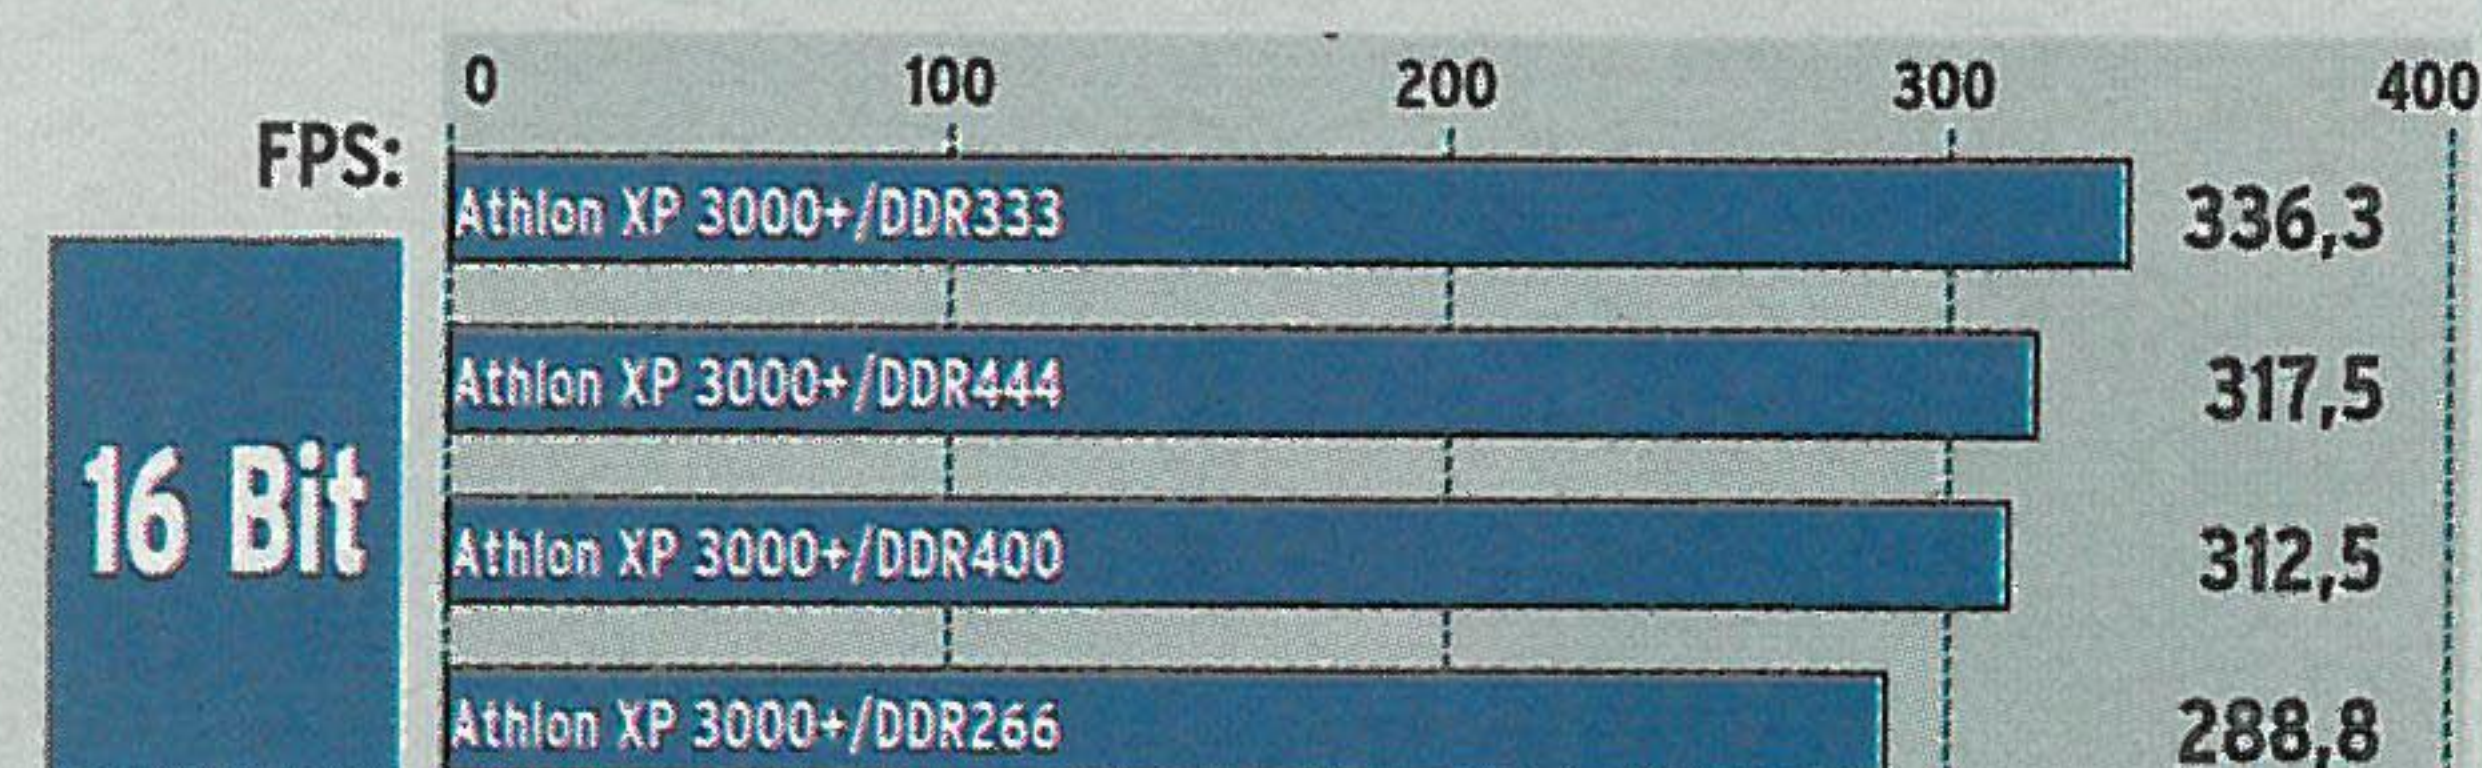 0 100 200 300 400
FPS:
Athlon XP 3000+/DDR333 336,3
Athlon XP 3000+/DDR444 317,5
16 Bit
Athlon XP 3000+/DDR400 312,5
Athlon XP 3000+/DDR266 288,8